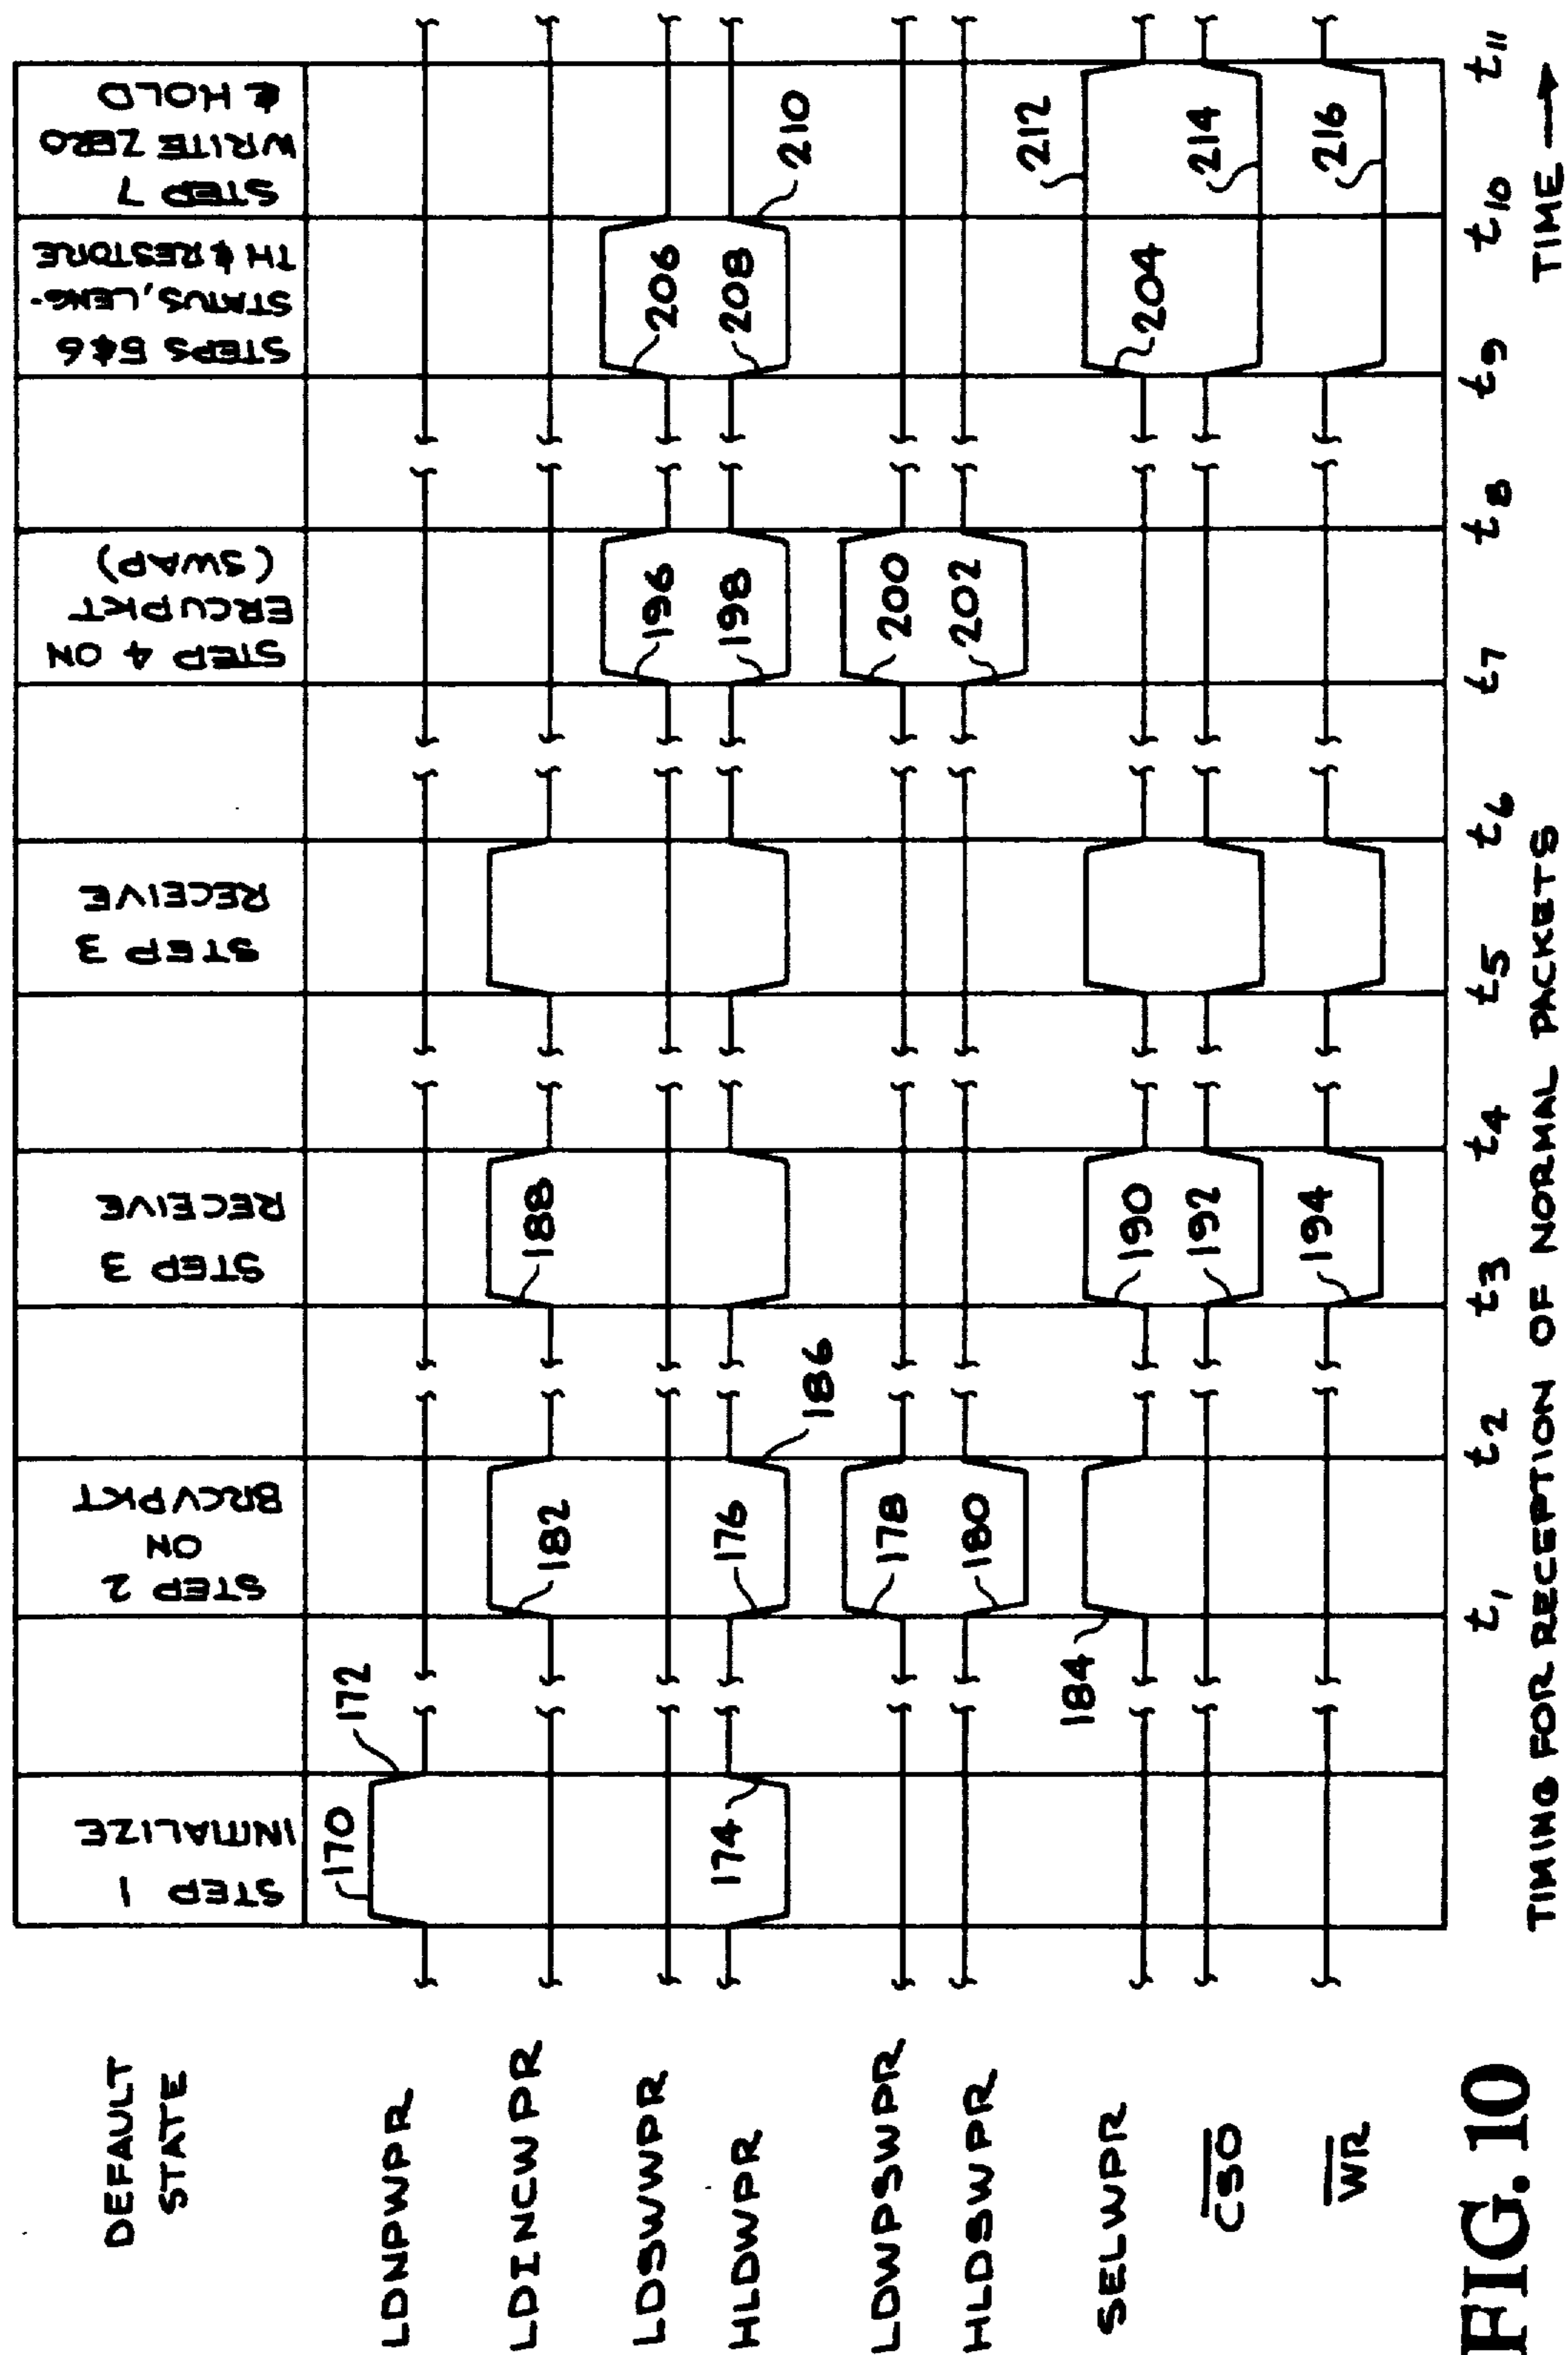 DEFAULT
STATE
STEP 1
INITIALIZE
STEP 2
ON
BRCVPKT
STEP 3
RECEIVE
STEP 3
RECEIVE
STEP 4 ON
ERCVPKT
(SWAP)
STEPS 5&6
STATUS, LENG-
TH & RESTORE
STEP 7
WRITE ZERO
& HOLD
LDNPWPR
170
172
LDINCWPR
182
188
LDSWWPR
196
206
HLDWPR
174
176
186
198
208
210
LDWPSWPR
178
200
HLDSWPR
180
202
SELWPR
184
190
204
212
CSO
192
214
WR
194
216
t1 t2 t3 t4 t5 t6 t7 t8 t9 t10 t11
TIMING FOR RECEPTION OF NORMAL PACKETS
TIME
FIG. 10